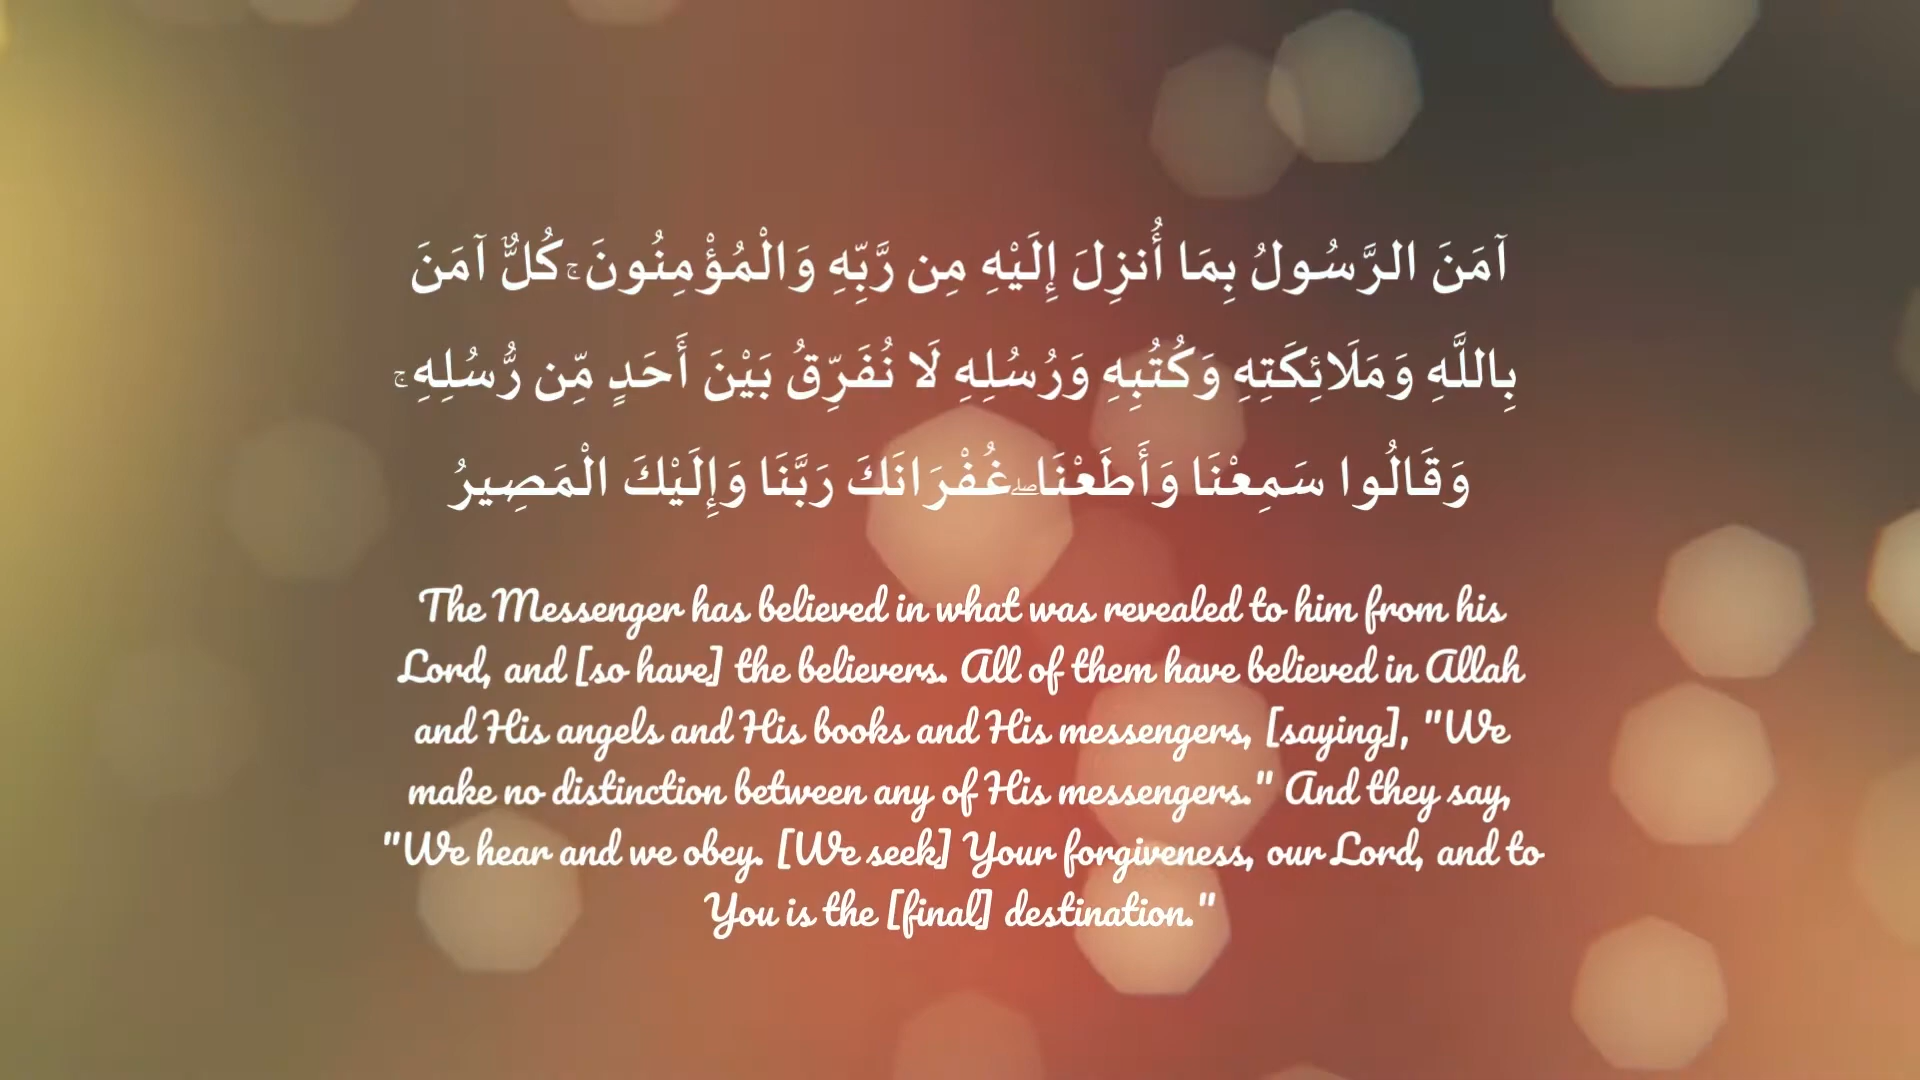 آمَنَ الرَّسُولُ بِمَا أُنزِلَ إِلَيْهِ مِن رَّبِّهِ وَالْمُؤْمِنُونَ ۚ كُلٌّ آمَنَ
بِاللَّهِ وَمَلَائِكَتِهِ وَكُتُبِهِ وَرُسُلِهِ لَا نُفَرِّقُ بَيْنَ أَحَدٍ مِّن رُّسُلِهِ ۚ
وَقَالُوا سَمِعْنَا وَأَطَعْنَا ۖ غُفْرَانَكَ رَبَّنَا وَإِلَيْكَ الْمَصِيرُ
The Messenger has believed in what was revealed to him from his
Lord, and [so have] the believers. All of them have believed in Allah
and His angels and His books and His messengers, [saying], "We
make no distinction between any of His messengers." And they say,
"We hear and we obey. [We seek] Your forgiveness, our Lord, and to
You is the [final] destination."